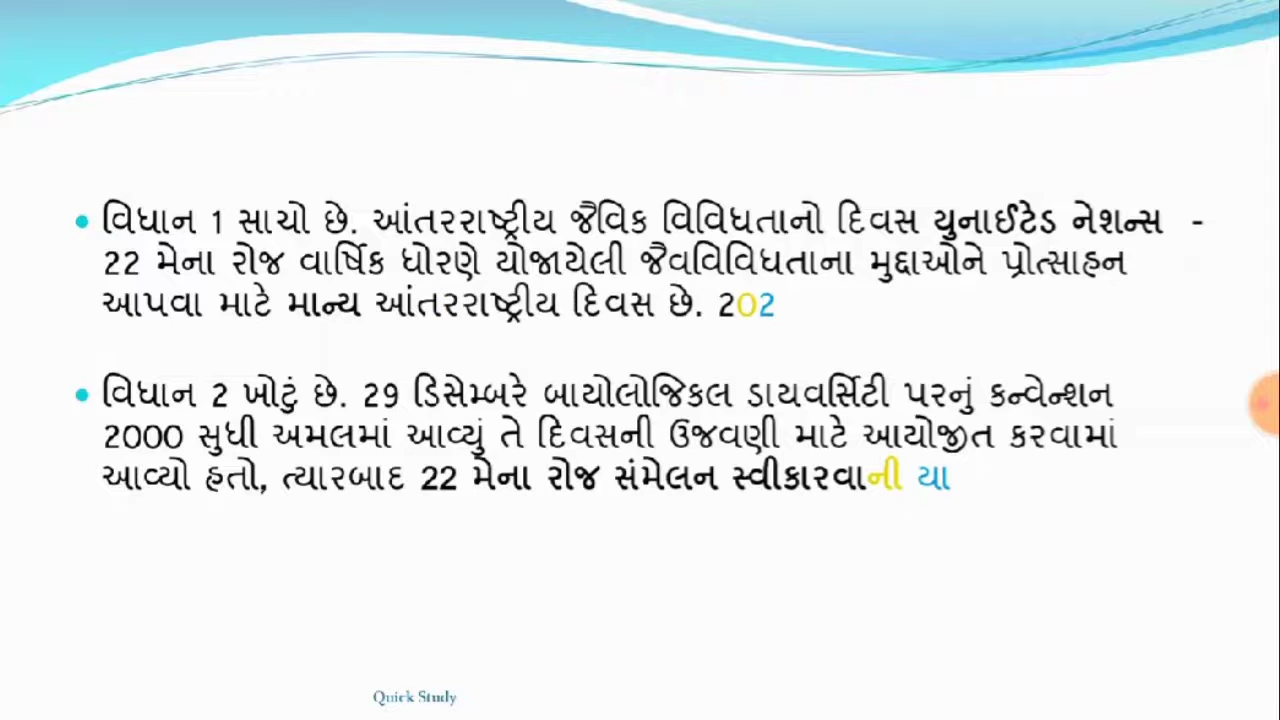 વિધાન 1 સાચો છે. આંતરરાષ્ટ્રીય જૈવિક વિવિધતાનો દિવસ યુનાઈટેડ નેશન્સ -
22 મેના રોજ વાર્ષિક ધોરણે યોજાયેલી જૈવવિવિધતાના મુદ્દાઓને પ્રોત્સાહન
આપવા માટે માન્ય આંતરરાષ્ટ્રીય દિવસ છે. 202
વિધાન 2 ખોટું છે. 29 ડિસેમ્બરે બાયોલોજિકલ ડાયવર્સિટી પરનું કન્વેન્શન
2000 સુધી અમલમાં આવ્યું તે દિવસની ઉજવણી માટે આયોજીત કરવામાં
આવ્યો હતો, ત્યારબાદ 22 મેના રોજ સંમેલન સ્વીકારવાની યા
Quick Study